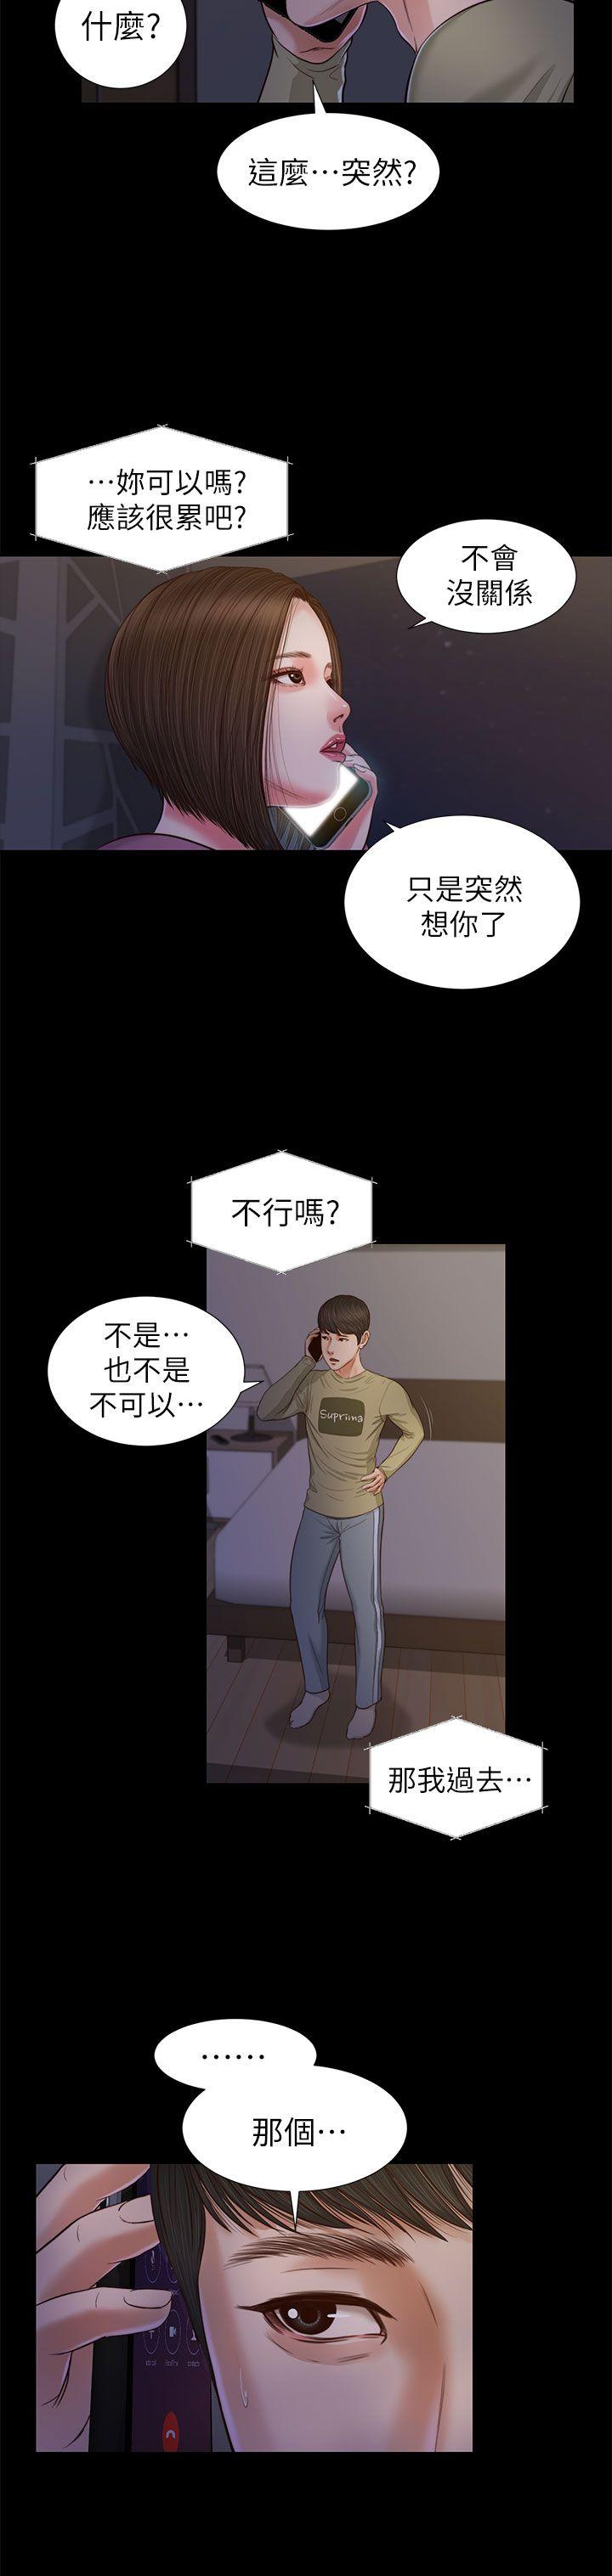 什麼?
這麼…突然?
…妳可以嗎?
應該很累吧?
不會
沒關係
只是突然
想你了
不行嗎?
不是…
也不是
不可以…
Suprima
那我過去…
……
那個…